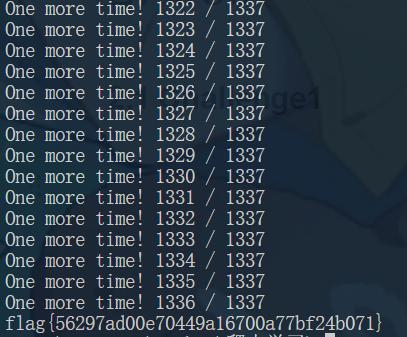 One more time! 1322 / 1337
One more time! 1323 / 1337
One more time! 1324 / 1337
One more time! 1325 / 1337
One more time! 1326 / 1337
One more time! 1327 / 1337
One more time! 1328 / 1337
One more time! 1329 / 1337
One more time! 1330 / 1337
One more time! 1331 / 1337
One more time! 1332 / 1337
One more time! 1333 / 1337
One more time! 1334 / 1337
One more time! 1335 / 1337
One more time! 1336 / 1337
flag{56297ad00e70449a16700a77bf24b071}